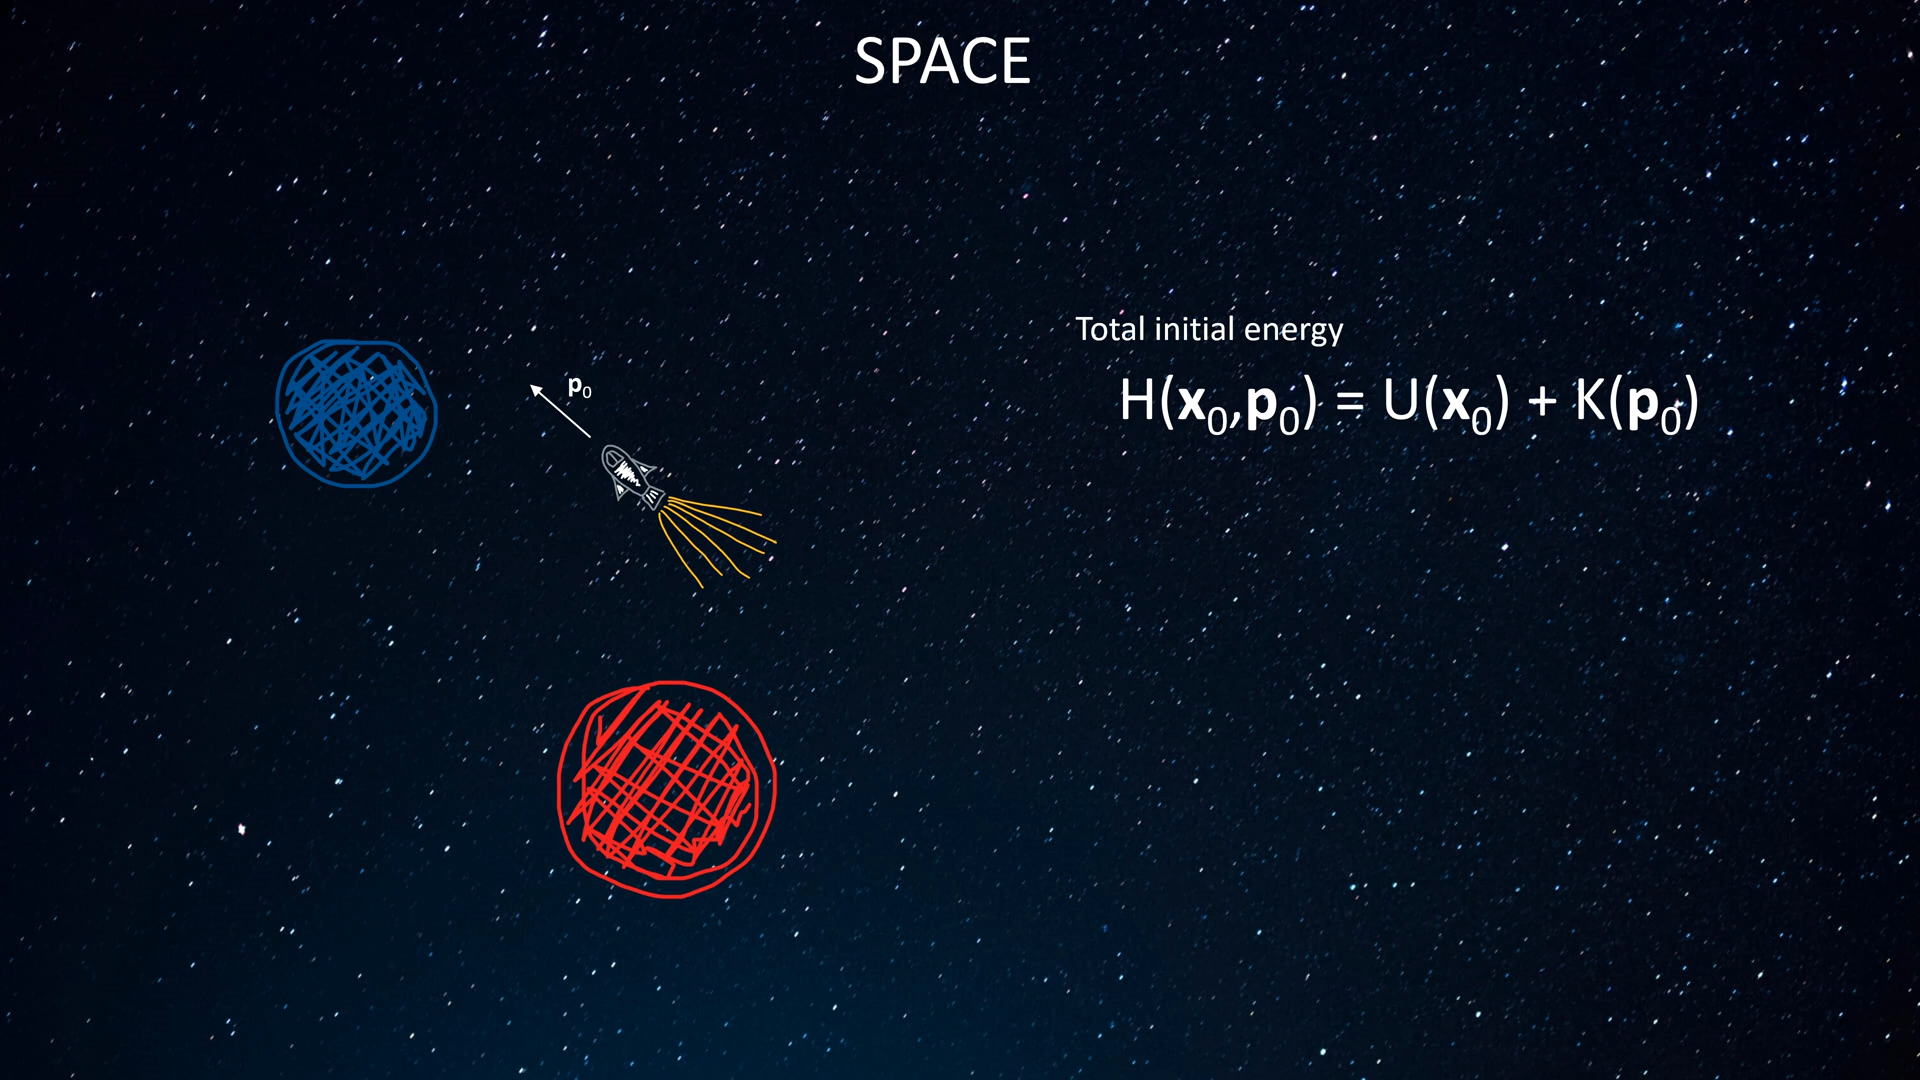 SPACE
Total initial energy
H(x₀,p₀) = U(x₀) + K(p₀)
p₀